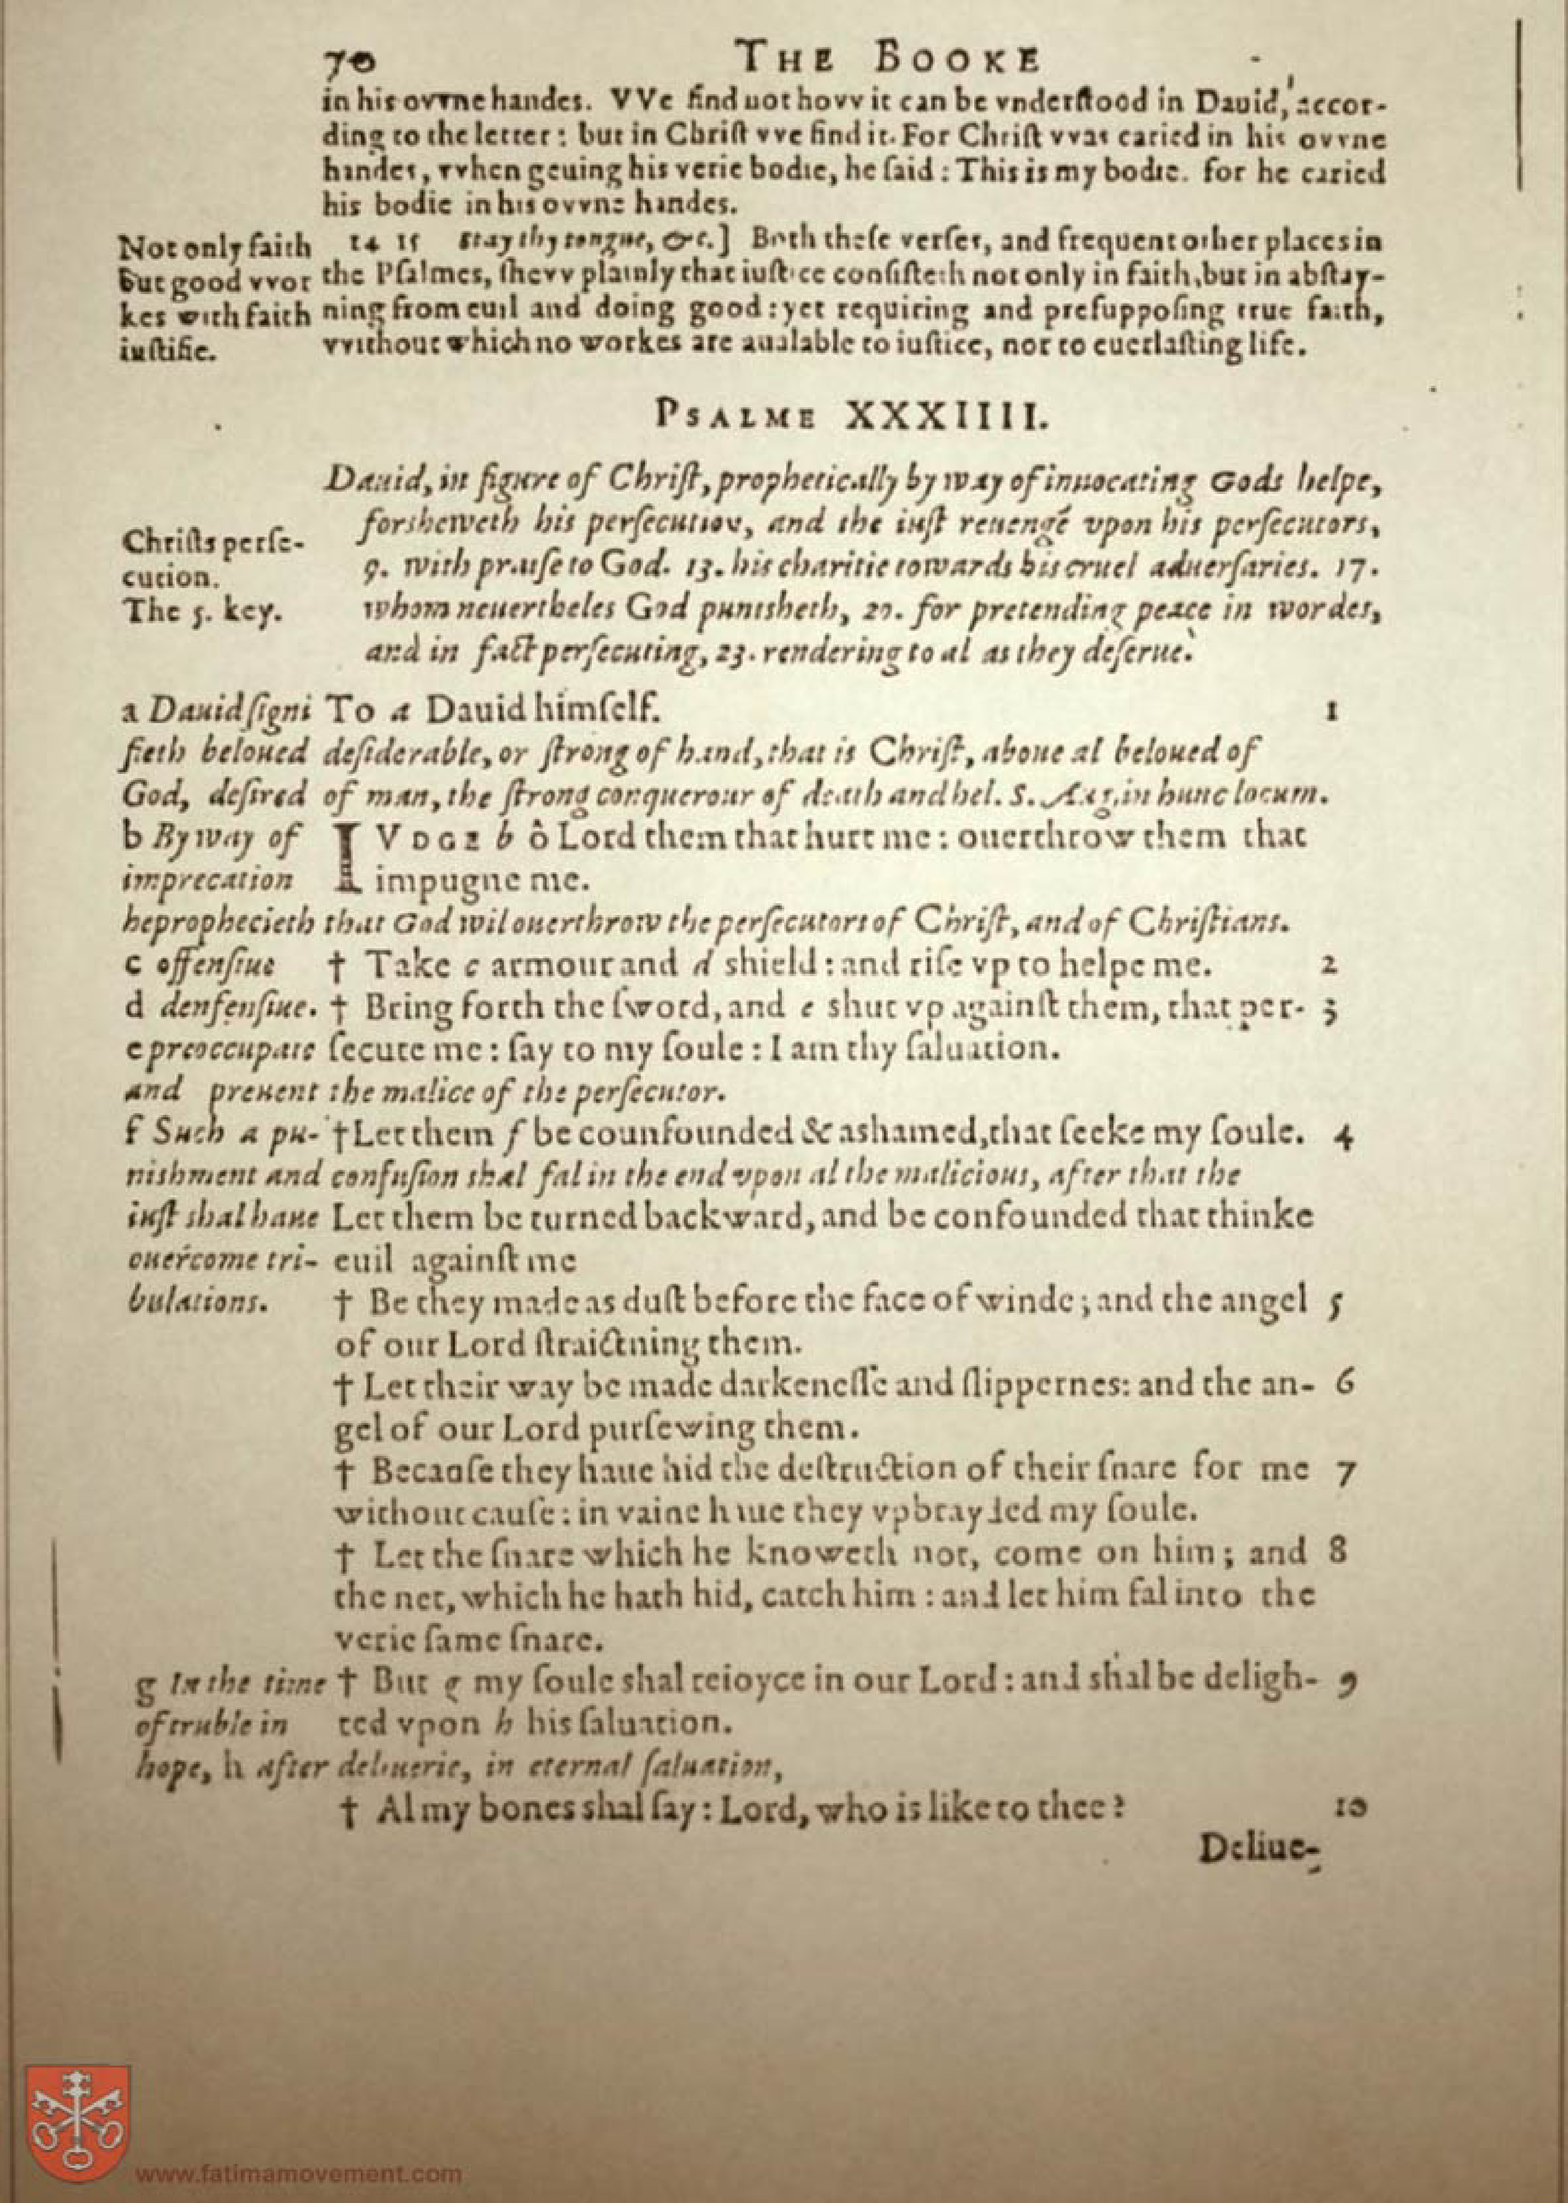 70 THE BOOKE
in his ovvne handes. VVe find not hovv it can be vnderſtood in Dauid, accor-
ding to the letter: but in Chriſt vve find it. For Chriſt vvas caried in his ovvne
handes, vvhen geuing his verie bodie, he ſaid: This is my bodie. for he caried
his bodie in his ovvne handes.
Not only faith
but good vvor
kes with faith
iuſtifie.
14 15 Stay thy tongue, &c.] Both theſe verſes, and frequent other places in
the Pſalmes, ſhevv plainly that iuſtice conſiſteth not only in faith, but in abſtay-
ning from euil and doing good: yet requiring and preſuppoſing true faith,
vvithout which no workes are auailable to iuſtice, nor to euerlaſting life.
PSALME XXXIIII.
Dauid, in figure of Chriſt, prophetically by way of inuocating Gods helpe,
forsheweth his perſecution, and the iuſt reuenge vpon his perſecutors,
9. with praiſe to God. 13. his charitie towards his cruel aduerſaries. 17.
whom neuertheles God punisheth, 20. for pretending peace in wordes,
and in fact perſecuting, 23. rendering to al as they deſerue.
Chriſts perſe-
cution.
The 5. key.
a Dauid ſigni To a Dauid himſelf. 1
fieth beloued deſiderable, or ſtrong of hand, that is Chriſt, aboue al beloued of
God, deſired of man, the ſtrong conquerour of death and hel. S. Aug. in hunc locum.
b By way of IVDGE b ô Lord them that hurt me: ouerthrow them that
imprecation impugne me.
he prophecieth that God wil ouerthrow the perſecutors of Chriſt, and of Chriſtians.
c offenſiue † Take c armour and d shield: and riſe vp to helpe me. 2
d denfenſiue. † Bring forth the ſword, and e shut vp againſt them, that per- 3
e preoccupate ſecute me: ſay to my ſoule: I am thy ſaluation.
and preuent the malice of the perſecutor.
f Such a pu- † Let them f be counfounded & ashamed, that ſeeke my ſoule. 4
nishment and confuſion shal fal in the end vpon al the malicious, after that the
iuſt shal haue Let them be turned backward, and be confounded that thinke
ouercome tri- euil againſt me
bulations. † Be they made as duſt before the face of winde; and the angel 5
of our Lord ſtraictning them.
† Let their way be made darkeneſſe and ſlippernes: and the an- 6
gel of our Lord purſewing them.
† Becauſe they haue hid the deſtruction of their ſnare for me 7
without cauſe: in vaine haue they vpbrayded my ſoule.
† Let the ſnare which he knoweth not, come on him; and 8
the net, which he hath hid, catch him: and let him fal into the
verie ſame ſnare.
g In the time † But g my ſoule shal reioyce in our Lord: and shal be deligh- 9
of truble in ted vpon h his ſaluation.
hope, h after deliuerie, in eternal ſaluation,
† Al my bones shal ſay: Lord, who is like to thee? 10
Deliue-
www.fatimamovement.com